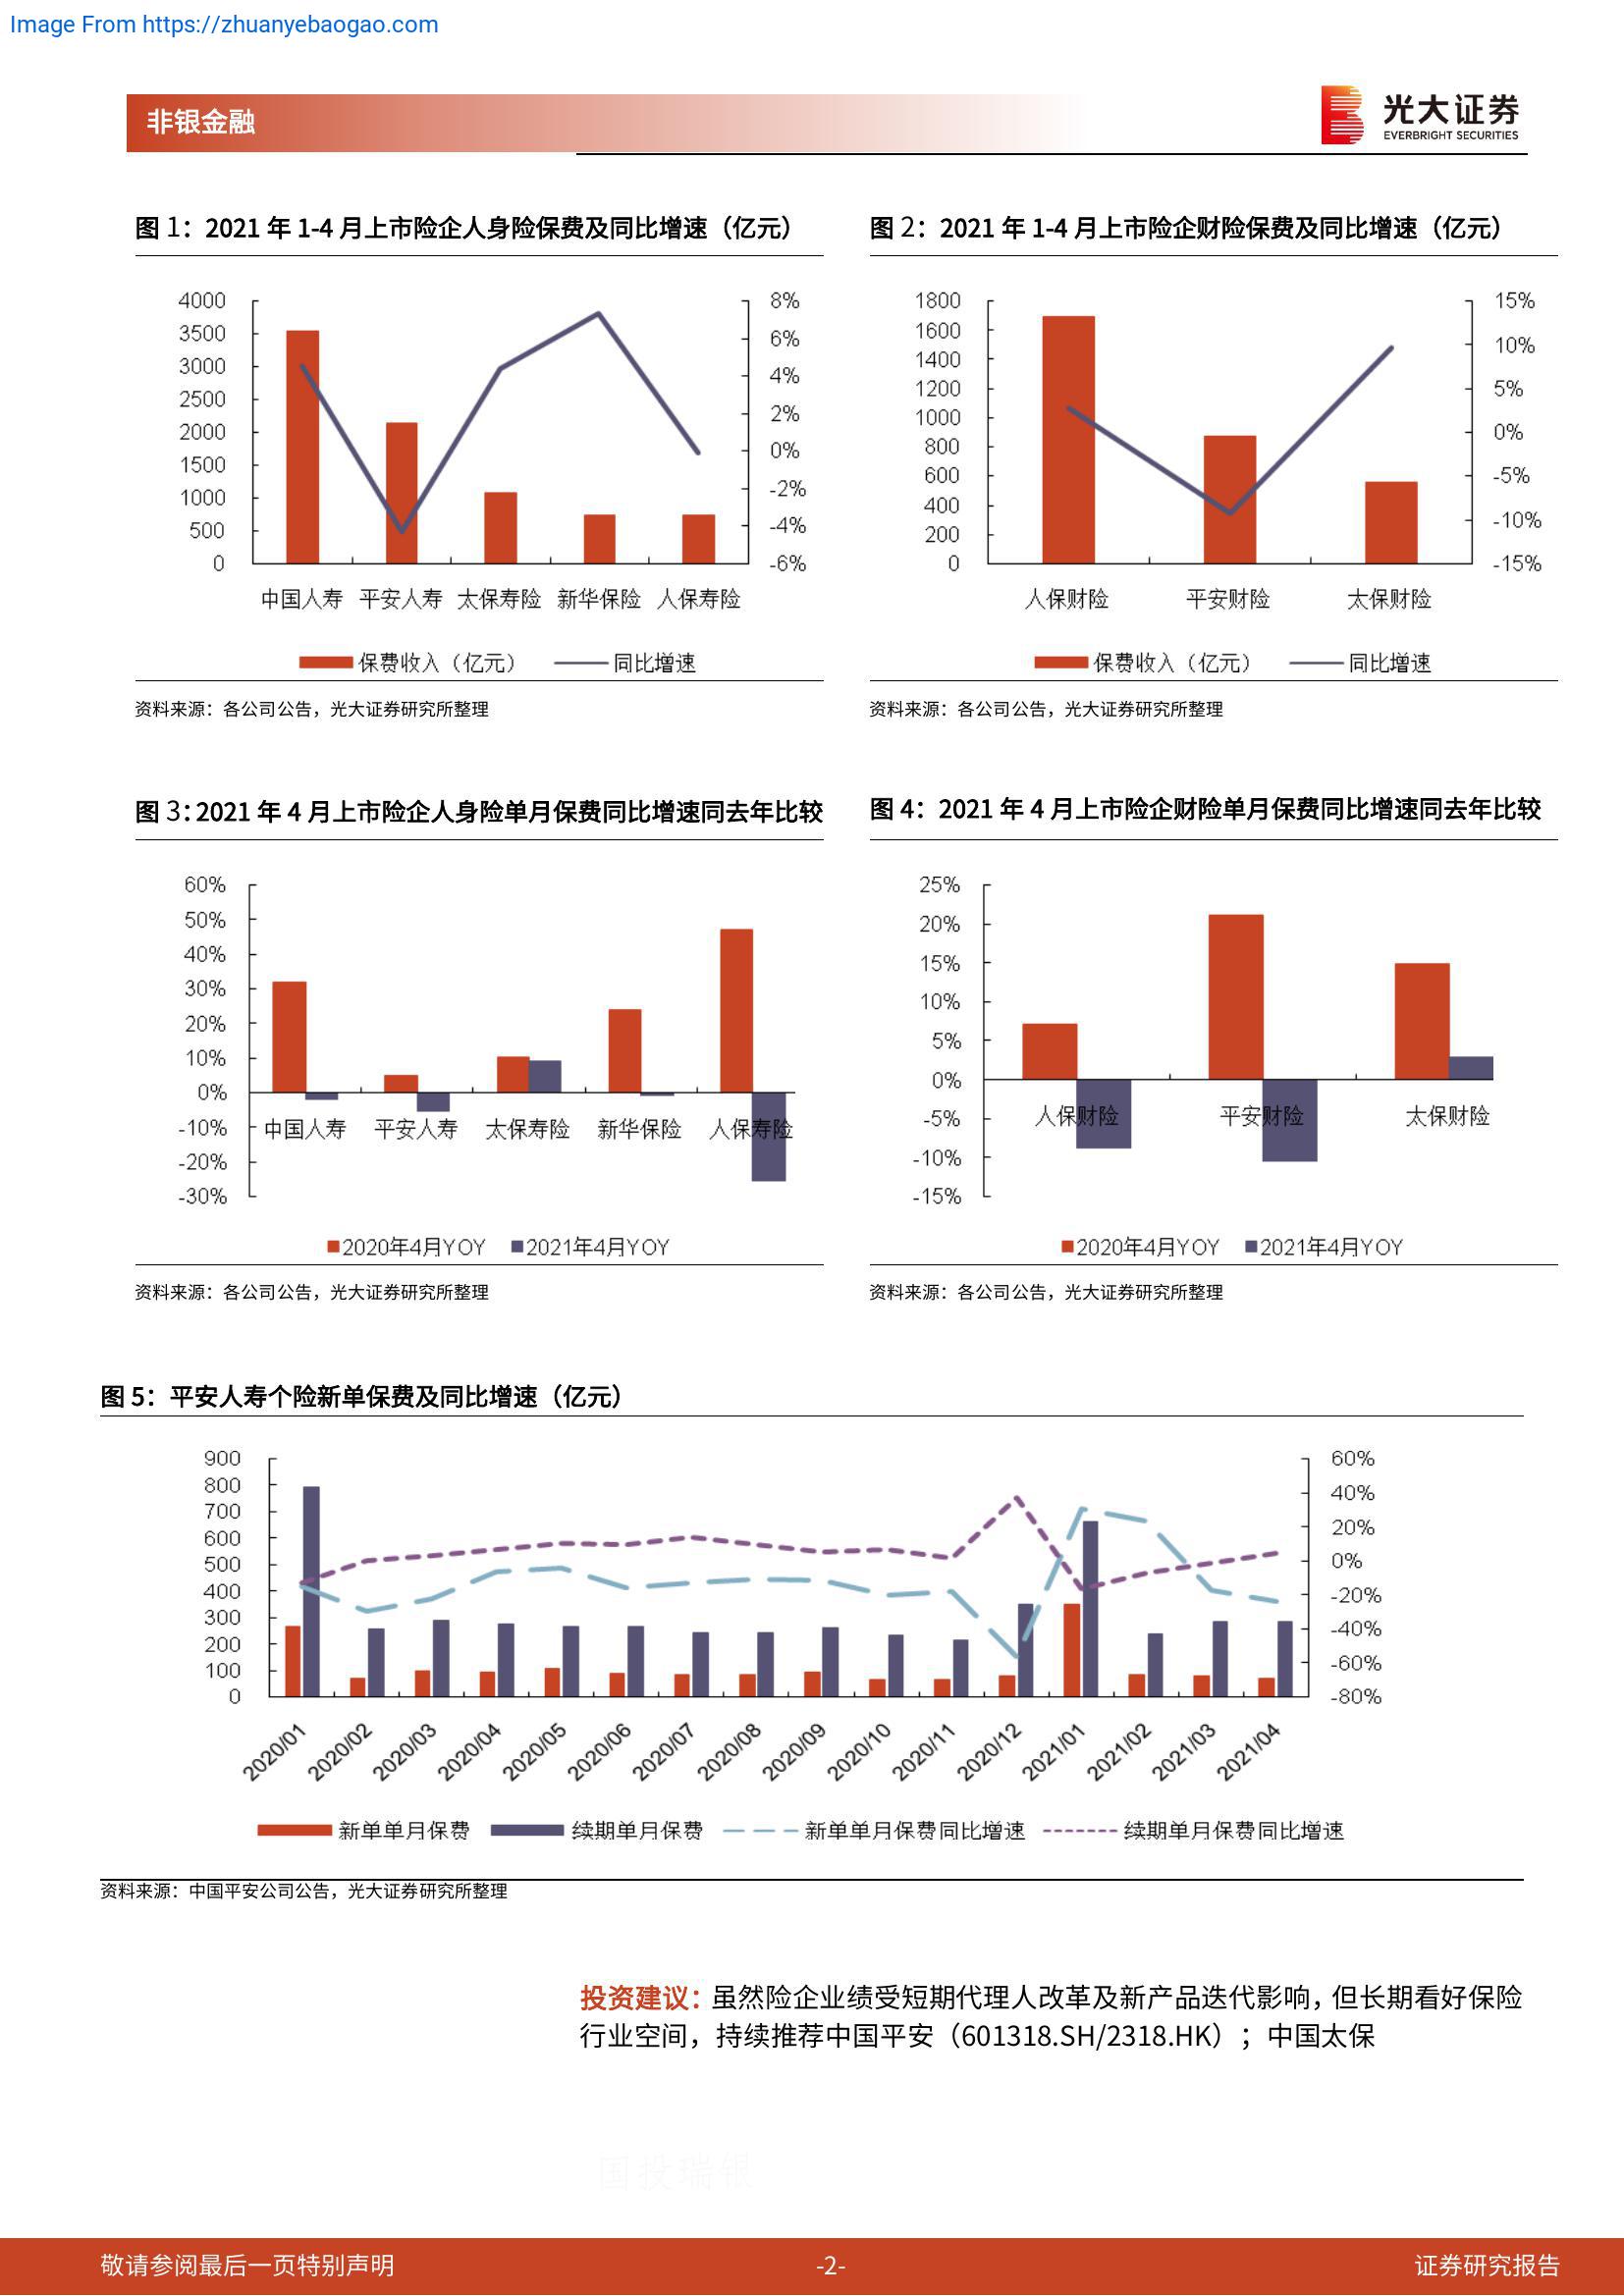 Image From https://zhuanyebaogao.com
非银金融
光大证券
EVERBRIGHT SECURITIES
图 1：2021 年 1-4 月上市险企人身险保费及同比增速（亿元）
4000
3500
3000
2500
2000
1500
1000
500
0
8%
6%
4%
2%
0%
-2%
-4%
-6%
中国人寿 平安人寿 太保寿险 新华保险 人保寿险
保费收入（亿元） 同比增速
资料来源：各公司公告，光大证券研究所整理
图 2：2021 年 1-4 月上市险企财险保费及同比增速（亿元）
1800
1600
1400
1200
1000
800
600
400
200
0
15%
10%
5%
0%
-5%
-10%
-15%
人保财险 平安财险 太保财险
保费收入（亿元） 同比增速
资料来源：各公司公告，光大证券研究所整理
图 3：2021 年 4 月上市险企人身险单月保费同比增速同去年比较
60%
50%
40%
30%
20%
10%
0%
-10%
-20%
-30%
中国人寿 平安人寿 太保寿险 新华保险 人保寿险
2020年4月YOY 2021年4月YOY
资料来源：各公司公告，光大证券研究所整理
图 4：2021 年 4 月上市险企财险单月保费同比增速同去年比较
25%
20%
15%
10%
5%
0%
-5%
-10%
-15%
人保财险 平安财险 太保财险
2020年4月YOY 2021年4月YOY
资料来源：各公司公告，光大证券研究所整理
图 5：平安人寿个险新单保费及同比增速（亿元）
900
800
700
600
500
400
300
200
100
0
60%
40%
20%
0%
-20%
-40%
-60%
-80%
2020/01 2020/02 2020/03 2020/04 2020/05 2020/06 2020/07 2020/08 2020/09 2020/10 2020/11 2020/12 2021/01 2021/02 2021/03 2021/04
新单单月保费 续期单月保费 新单单月保费同比增速 续期单月保费同比增速
资料来源：中国平安公司公告，光大证券研究所整理
投资建议：虽然险企业绩受短期代理人改革及新产品迭代影响，但长期看好保险
行业空间，持续推荐中国平安（601318.SH/2318.HK）；中国太保
国投瑞银
敬请参阅最后一页特别声明
-2-
证券研究报告